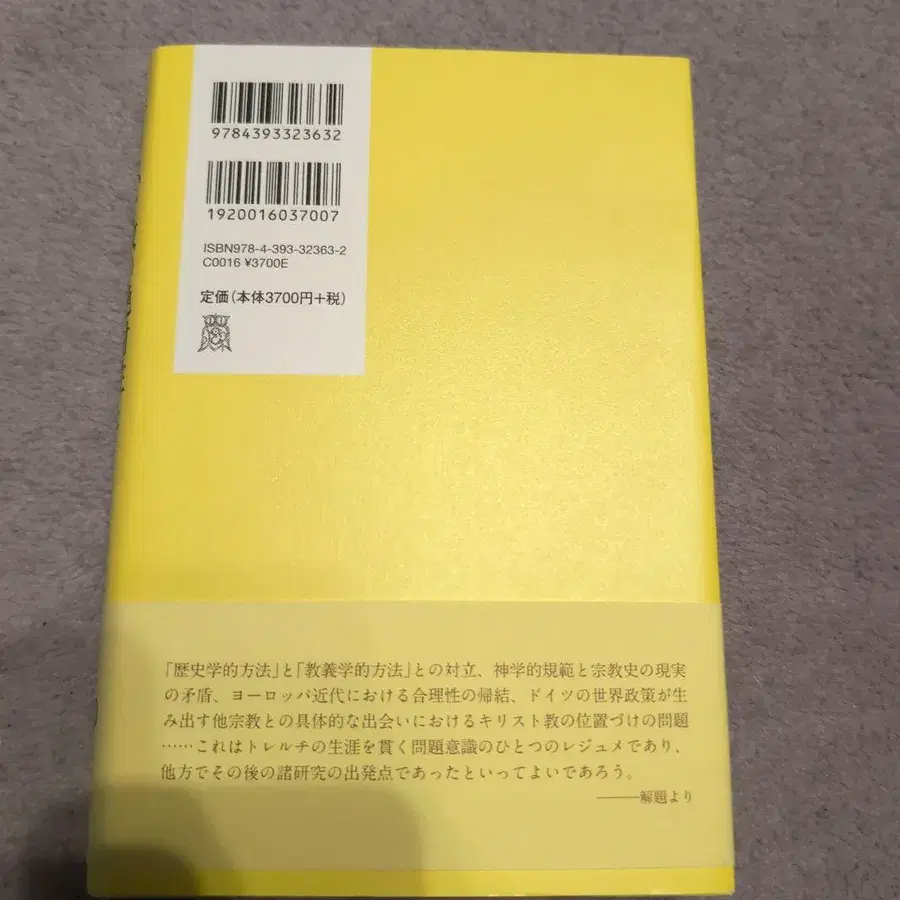 9784393323632
1920016037007
ISBN978-4-393-32363-2
C0016 ¥3700E
定価(本体3700円+税)
「歴史学的方法」と「教義学的方法」との対立、神学的規範と宗教史の現実
の矛盾、ヨーロッパ近代における合理性の帰結、ドイツの世界政策が生
み出す他宗教との具体的な出会いにおけるキリスト教の位置づけの問題
……これはトレルチの生涯を貫く問題意識のひとつのレジュメであり、
他方でその後の諸研究の出発点であったといってよいであろう。
———解題より